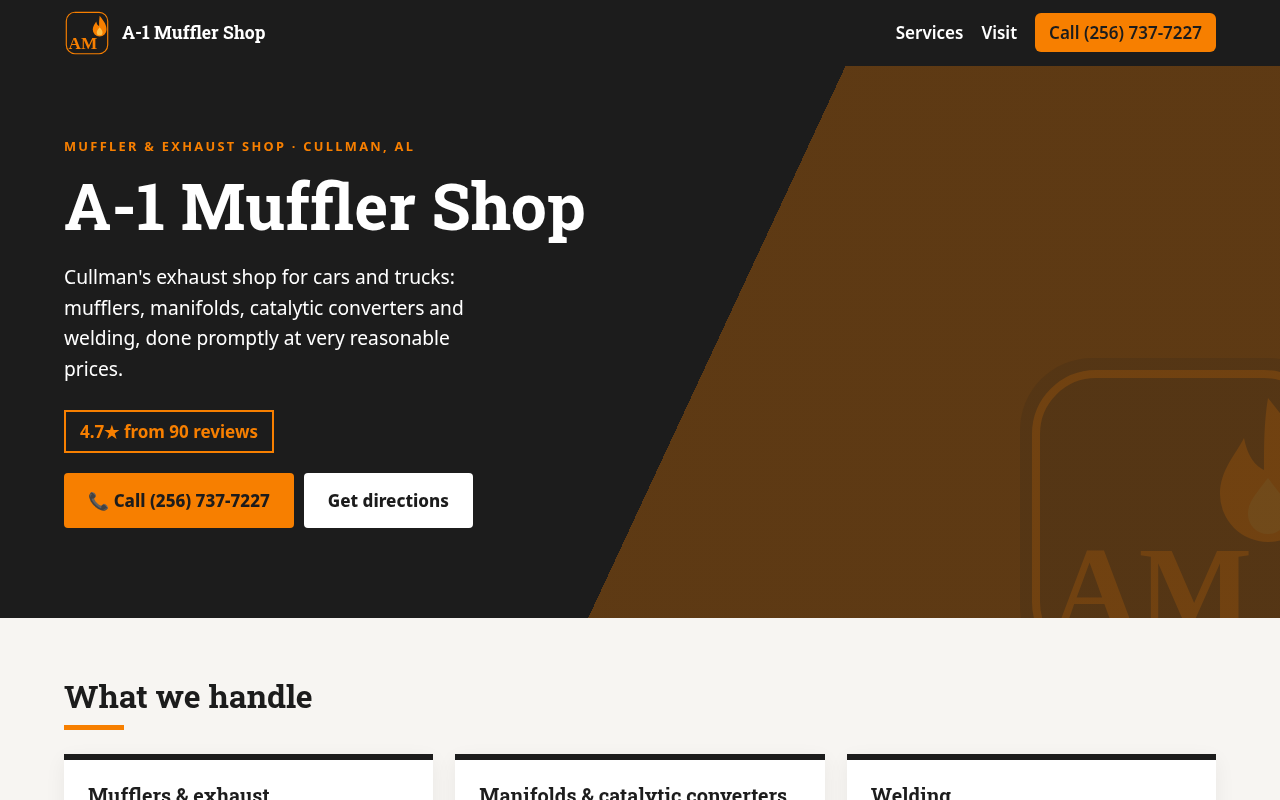 AM
A-1 Muffler Shop
Services
Visit
Call (256) 737-7227
MUFFLER & EXHAUST SHOP · CULLMAN, AL
A-1 Muffler Shop
Cullman's exhaust shop for cars and trucks:
mufflers, manifolds, catalytic converters and
welding, done promptly at very reasonable
prices.
4.7★ from 90 reviews
📞 Call (256) 737-7227
Get directions
AM
What we handle
Mufflers & exhaust
Manifolds & catalytic converters
Welding